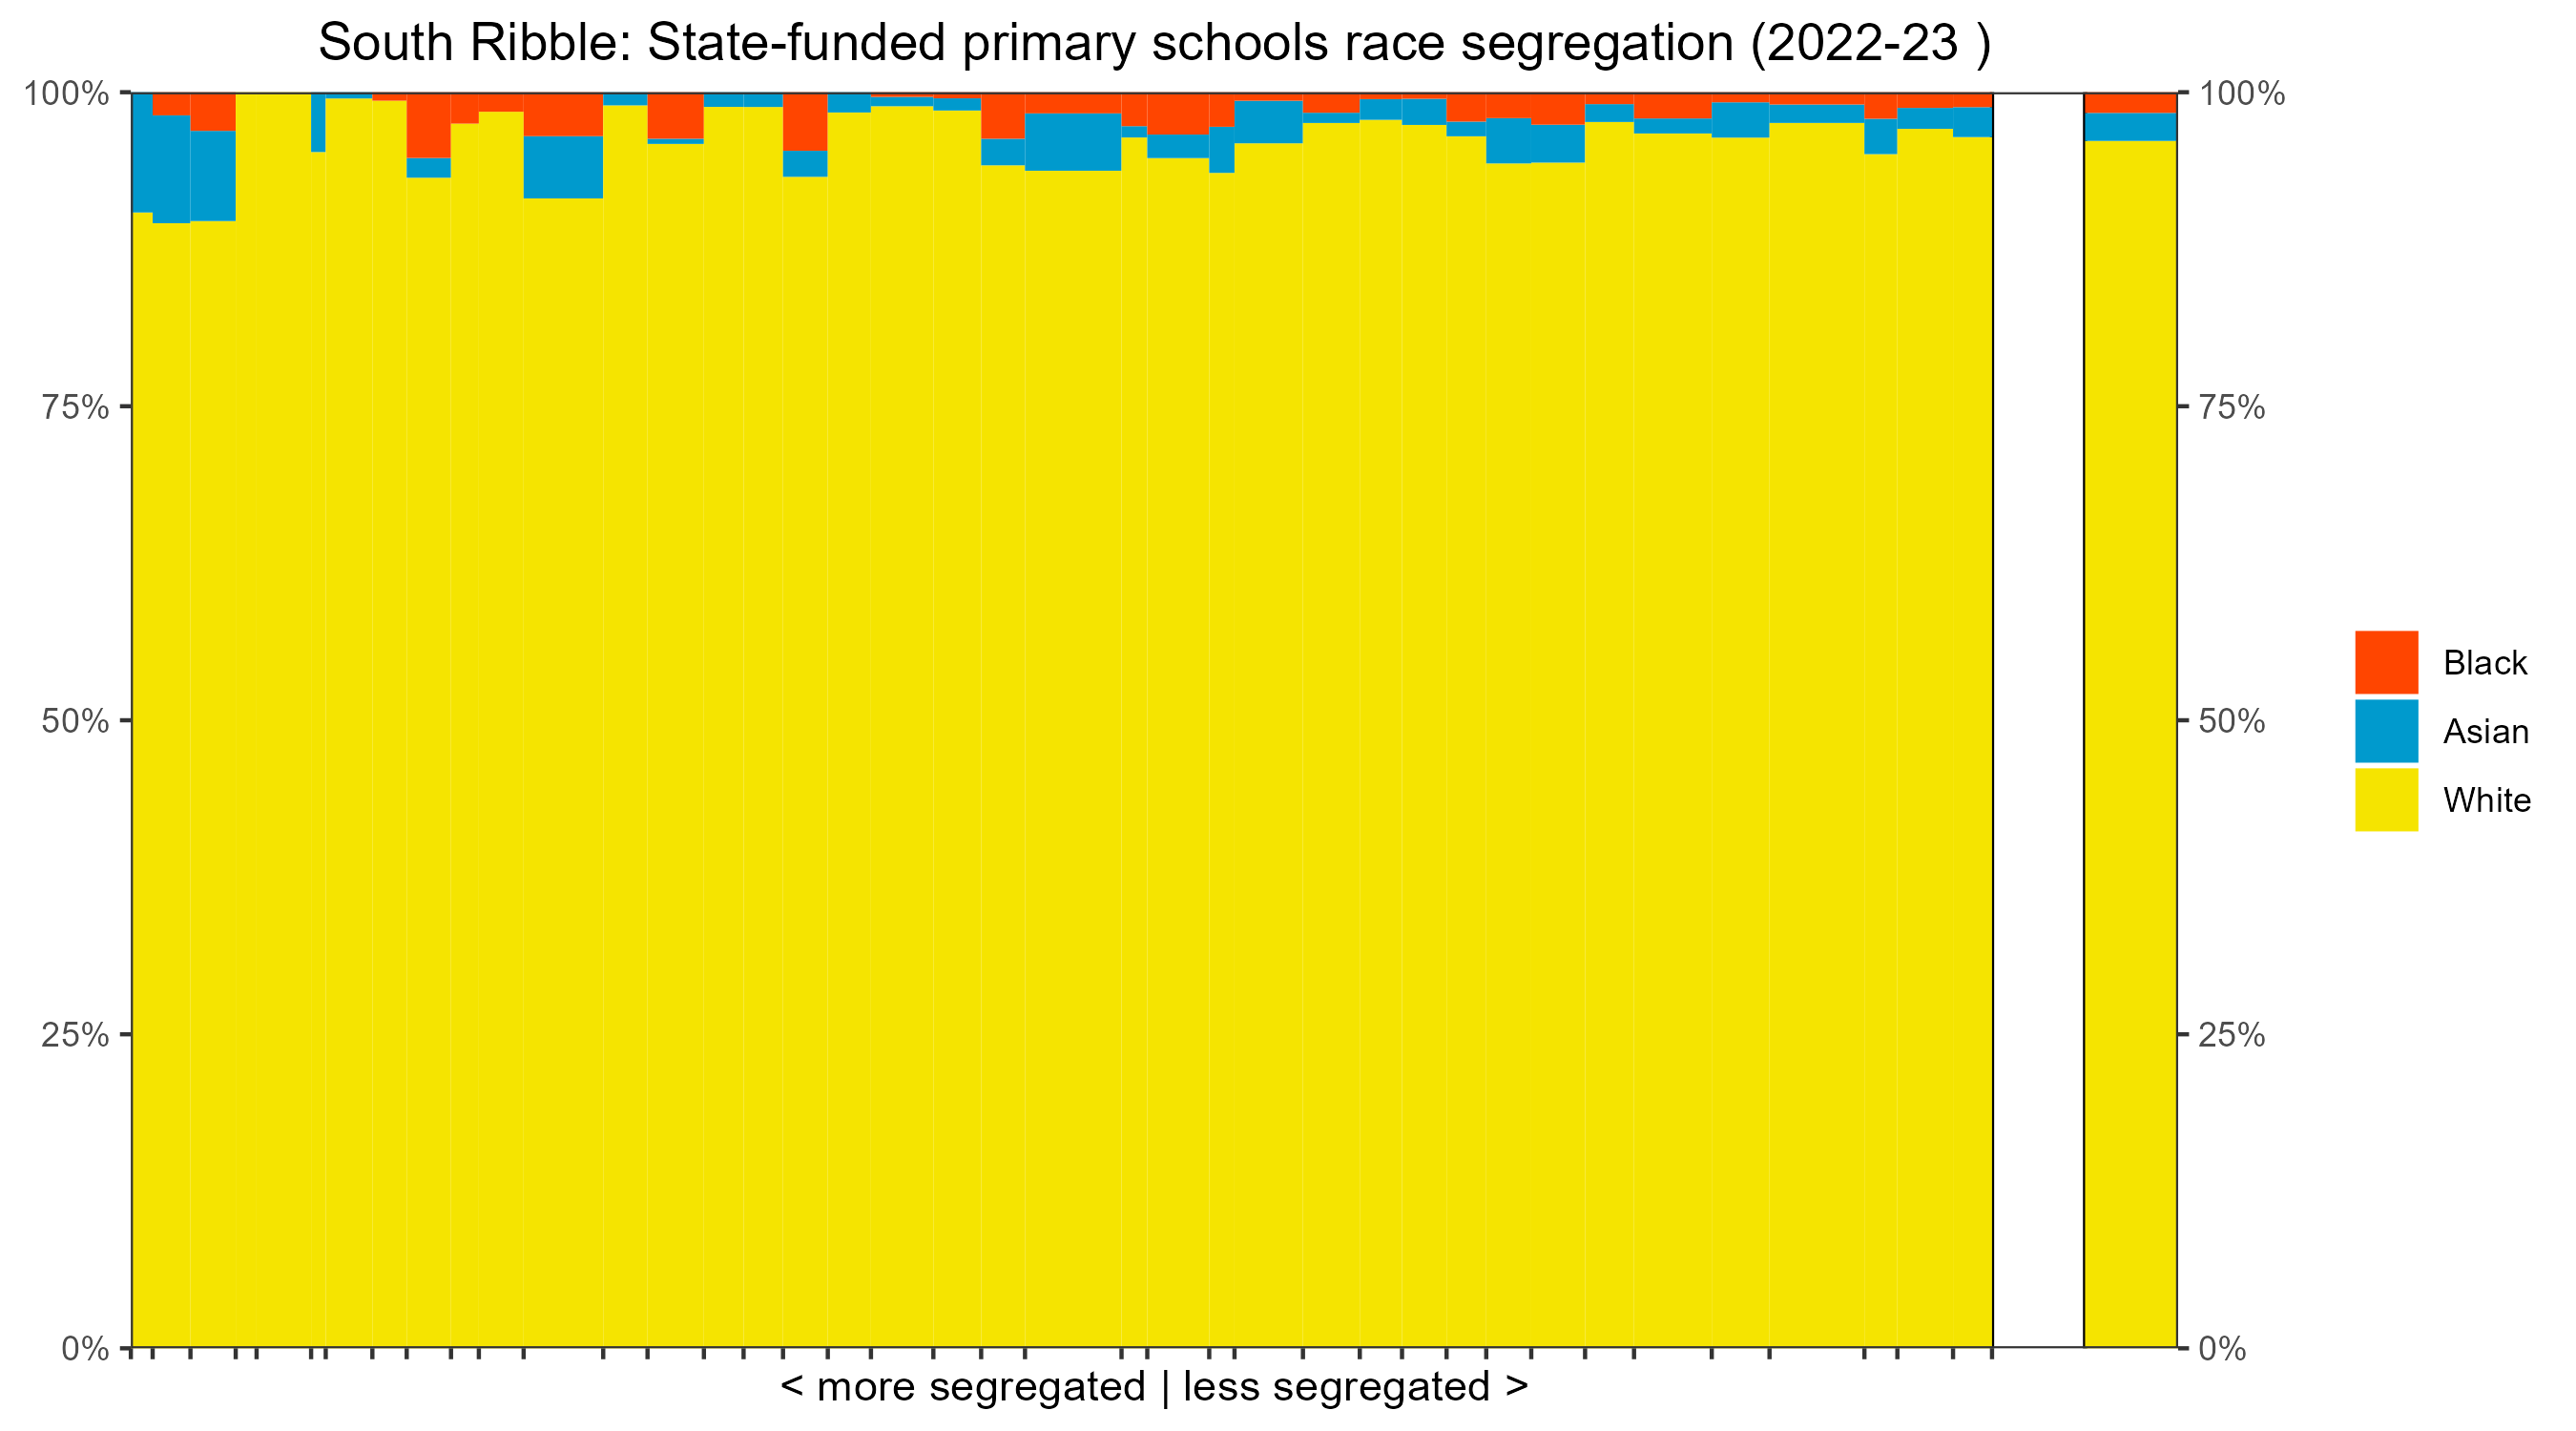 South Ribble: State-funded primary schools race segregation (2022-23 )
100%
75%
50%
25%
0%
100%
75%
50%
25%
0%
Black
Asian
White
< more segregated | less segregated >